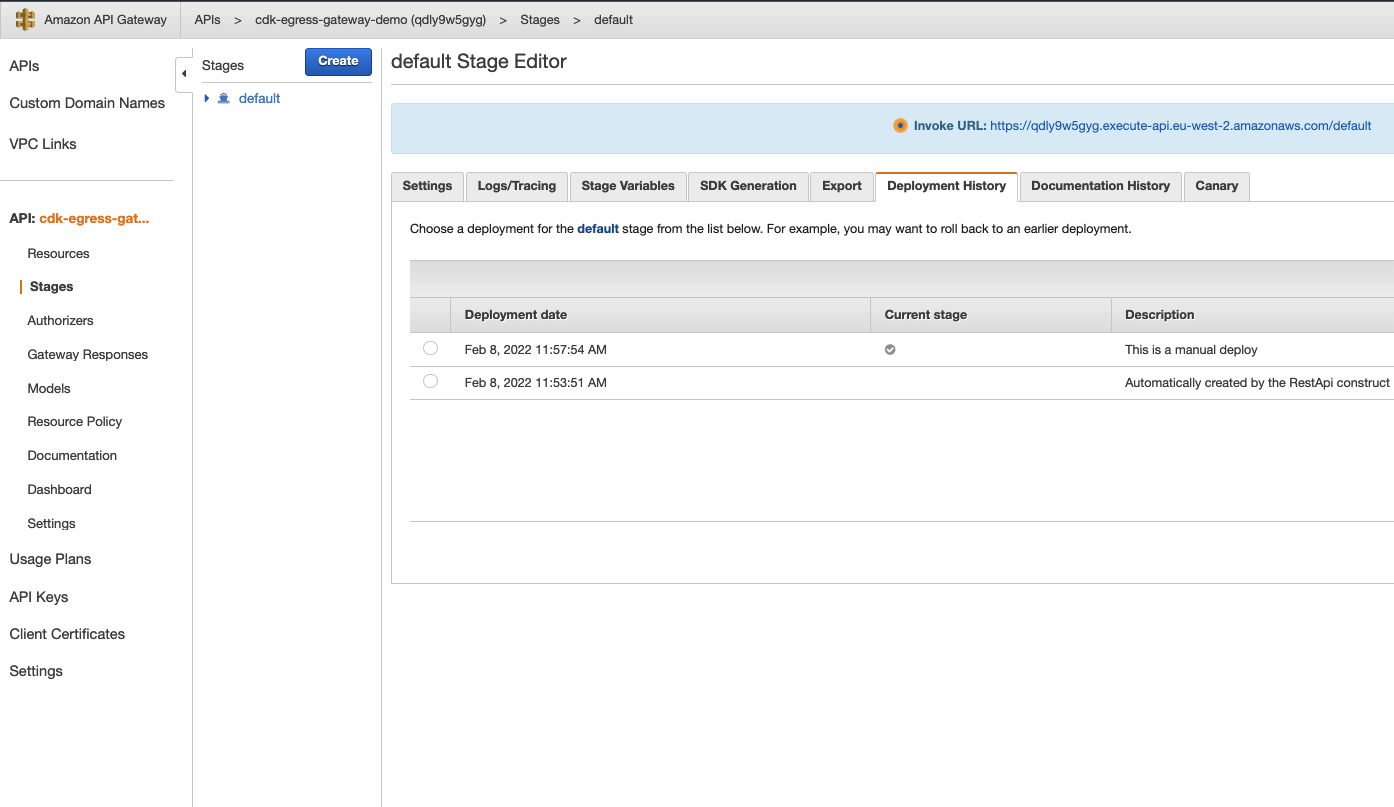 Amazon API Gateway
APIs > cdk-egress-gateway-demo (qdly9w5gyg) > Stages > default
APIs
Custom Domain Names
VPC Links
API: cdk-egress-gat...
Resources
Stages
Authorizers
Gateway Responses
Models
Resource Policy
Documentation
Dashboard
Settings
Usage Plans
API Keys
Client Certificates
Settings
Stages
Create
default
default Stage Editor
Invoke URL: https://qdly9w5gyg.execute-api.eu-west-2.amazonaws.com/default
Settings Logs/Tracing Stage Variables SDK Generation Export Deployment History Documentation History Canary
Choose a deployment for the default stage from the list below. For example, you may want to roll back to an earlier deployment.
Deployment date Current stage Description
Feb 8, 2022 11:57:54 AM This is a manual deploy
Feb 8, 2022 11:53:51 AM Automatically created by the RestApi construct